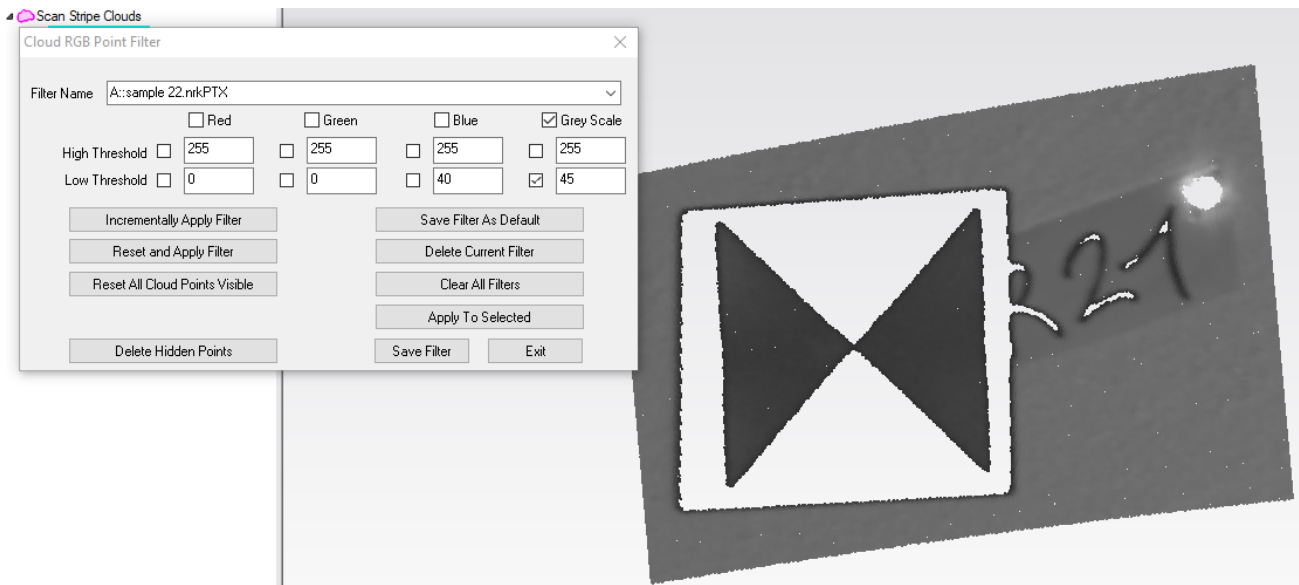 Scan Stripe Clouds
Cloud RGB Point Filter
Filter Name A::sample 22.nrkPTX
Red Green Blue Grey Scale
High Threshold 255 255 255 255
Low Threshold 0 0 40 45
Incrementally Apply Filter Save Filter As Default
Reset and Apply Filter Delete Current Filter
Reset All Cloud Points Visible Clear All Filters
Apply To Selected
Delete Hidden Points Save Filter Exit
R21